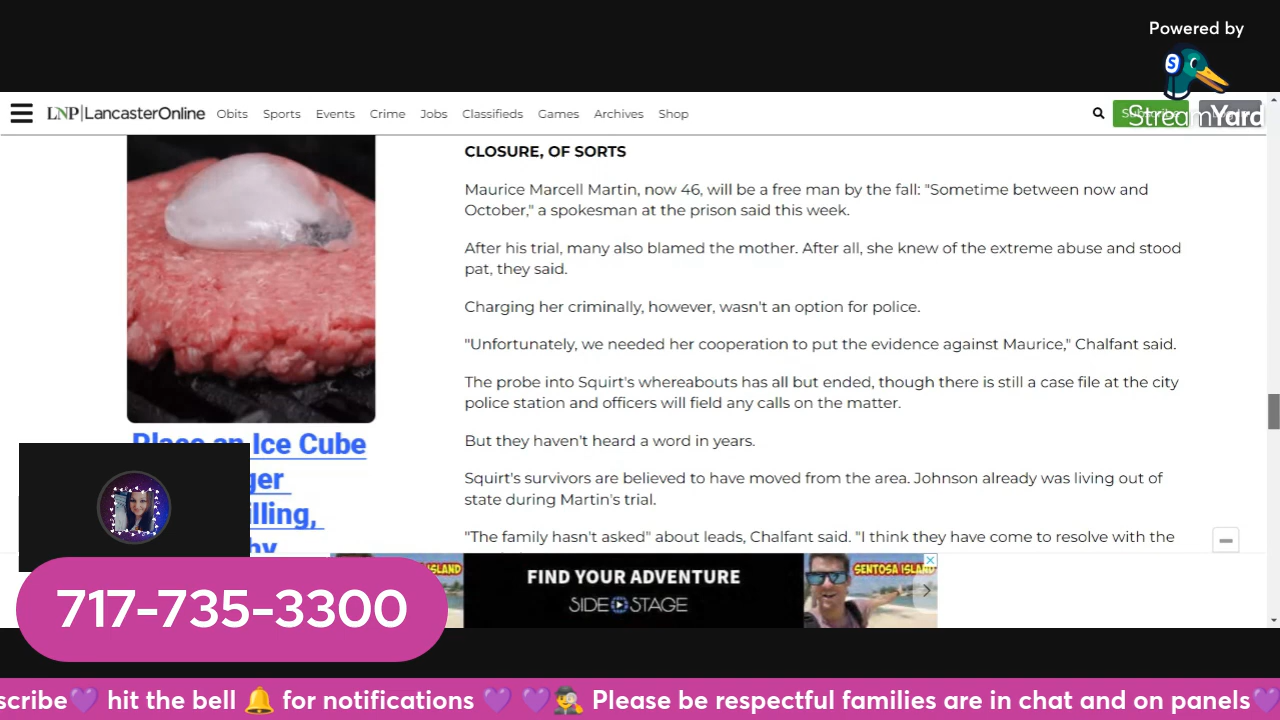 Powered by
StreamYard
LNP|LancasterOnline Obits Sports Events Crime Jobs Classifieds Games Archives Shop
CLOSURE, OF SORTS
Maurice Marcell Martin, now 46, will be a free man by the fall: "Sometime between now and
October," a spokesman at the prison said this week.
After his trial, many also blamed the mother. After all, she knew of the extreme abuse and stood
pat, they said.
Charging her criminally, however, wasn't an option for police.
"Unfortunately, we needed her cooperation to put the evidence against Maurice," Chalfant said.
The probe into Squirt's whereabouts has all but ended, though there is still a case file at the city
police station and officers will field any calls on the matter.
But they haven't heard a word in years.
Squirt's survivors are believed to have moved from the area. Johnson already was living out of
state during Martin's trial.
"The family hasn't asked" about leads, Chalfant said. "I think they have come to resolve with the
Place an Ice Cube
ger
lling,
hy
SLAND
FIND YOUR ADVENTURE
SIDESTAGE
SENTOSA ISLAND
717-735-3300
scribe💜 hit the bell 🔔 for notifications 💜 💜🕵️ Please be respectful families are in chat and on panels💜